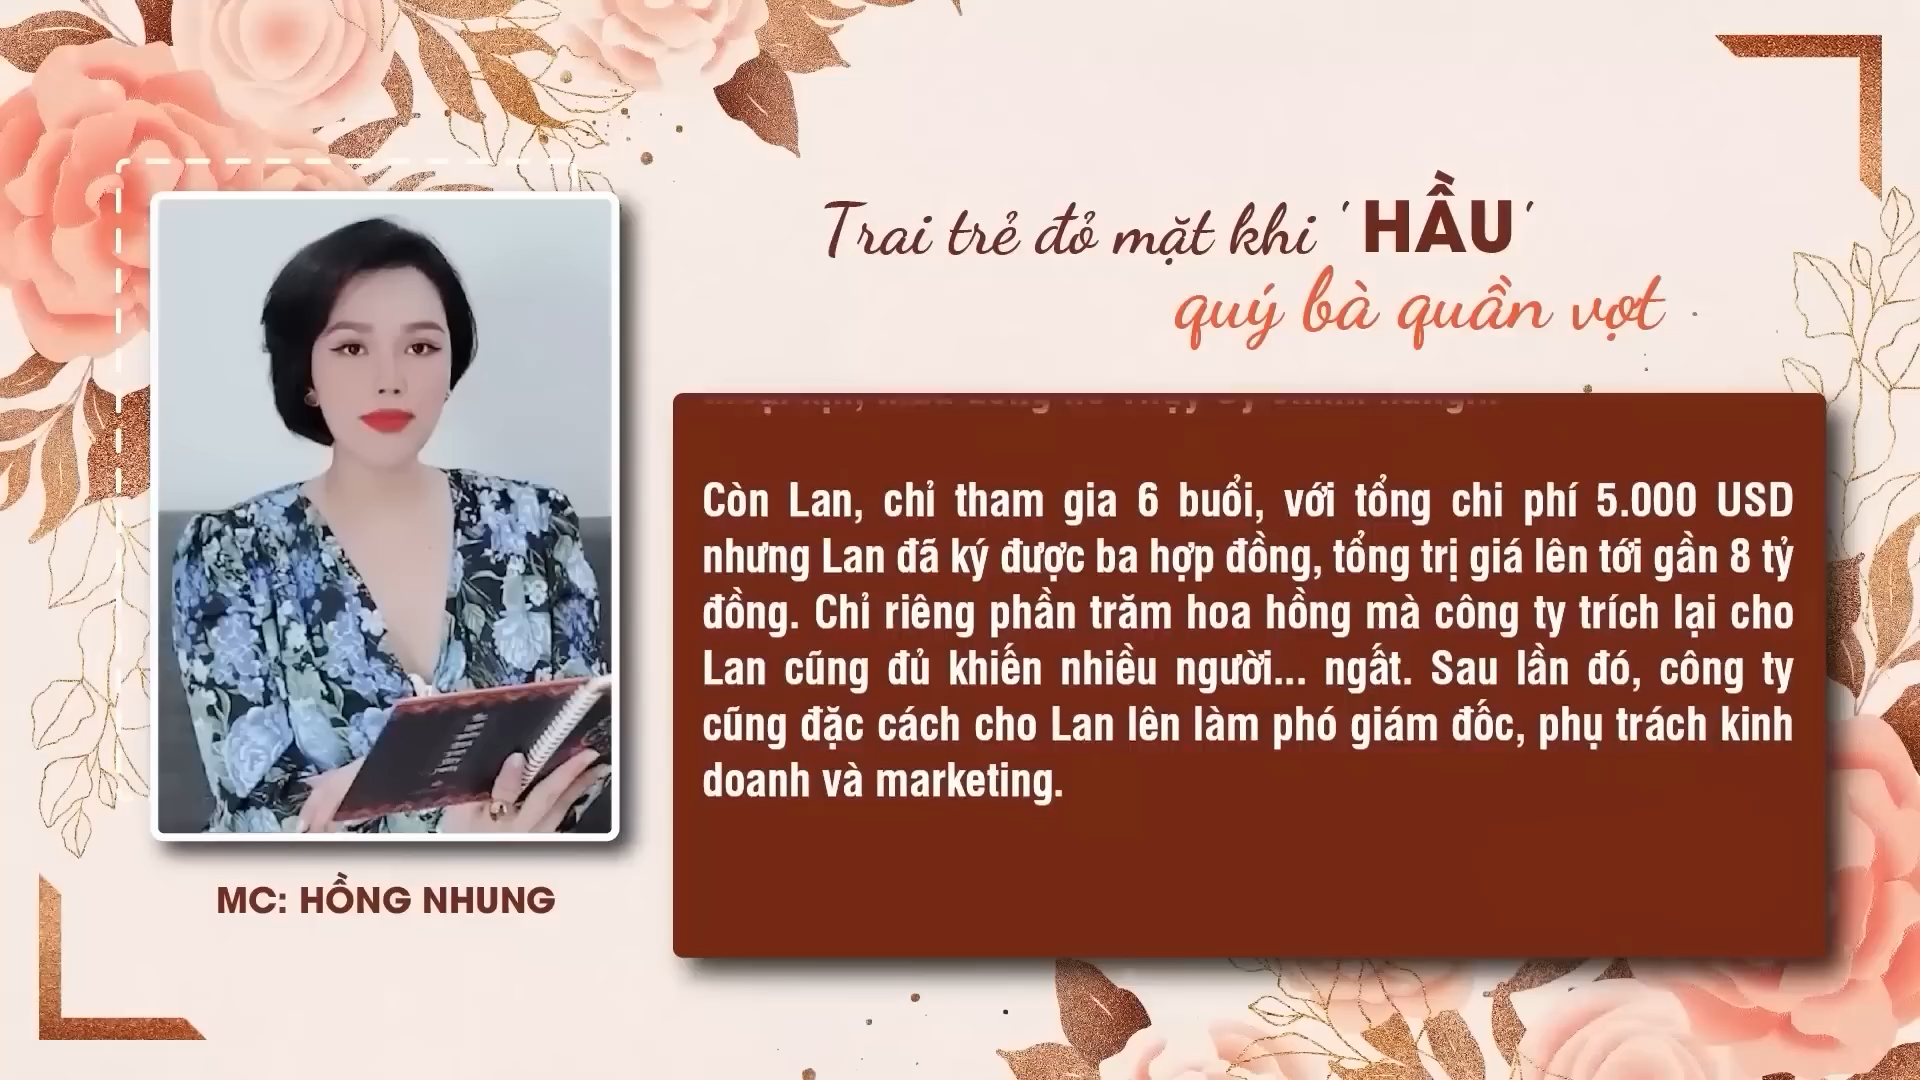 Trai trẻ đỏ mặt khi 'HẦU'
quý bà quần vợt
Còn Lan, chỉ tham gia 6 buổi, với tổng chi phí 5.000 USD
nhưng Lan đã ký được ba hợp đồng, tổng trị giá lên tới gần 8 tỷ
đồng. Chỉ riêng phần trăm hoa hồng mà công ty trích lại cho
Lan cũng đủ khiến nhiều người... ngất. Sau lần đó, công ty
cũng đặc cách cho Lan lên làm phó giám đốc, phụ trách kinh
doanh và marketing.
MC: HỒNG NHUNG